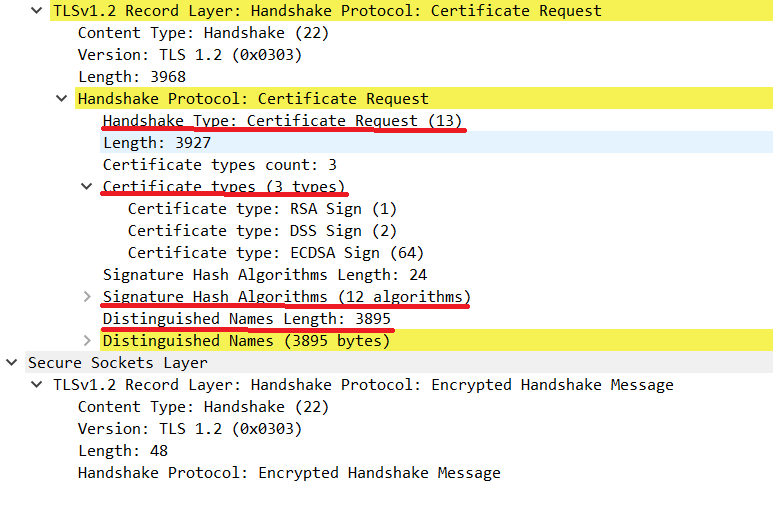 TLSv1.2 Record Layer: Handshake Protocol: Certificate Request
Content Type: Handshake (22)
Version: TLS 1.2 (0x0303)
Length: 3968
Handshake Protocol: Certificate Request
Handshake Type: Certificate Request (13)
Length: 3927
Certificate types count: 3
Certificate types (3 types)
Certificate type: RSA Sign (1)
Certificate type: DSS Sign (2)
Certificate type: ECDSA Sign (64)
Signature Hash Algorithms Length: 24
Signature Hash Algorithms (12 algorithms)
Distinguished Names Length: 3895
Distinguished Names (3895 bytes)
Secure Sockets Layer
TLSv1.2 Record Layer: Handshake Protocol: Encrypted Handshake Message
Content Type: Handshake (22)
Version: TLS 1.2 (0x0303)
Length: 48
Handshake Protocol: Encrypted Handshake Message